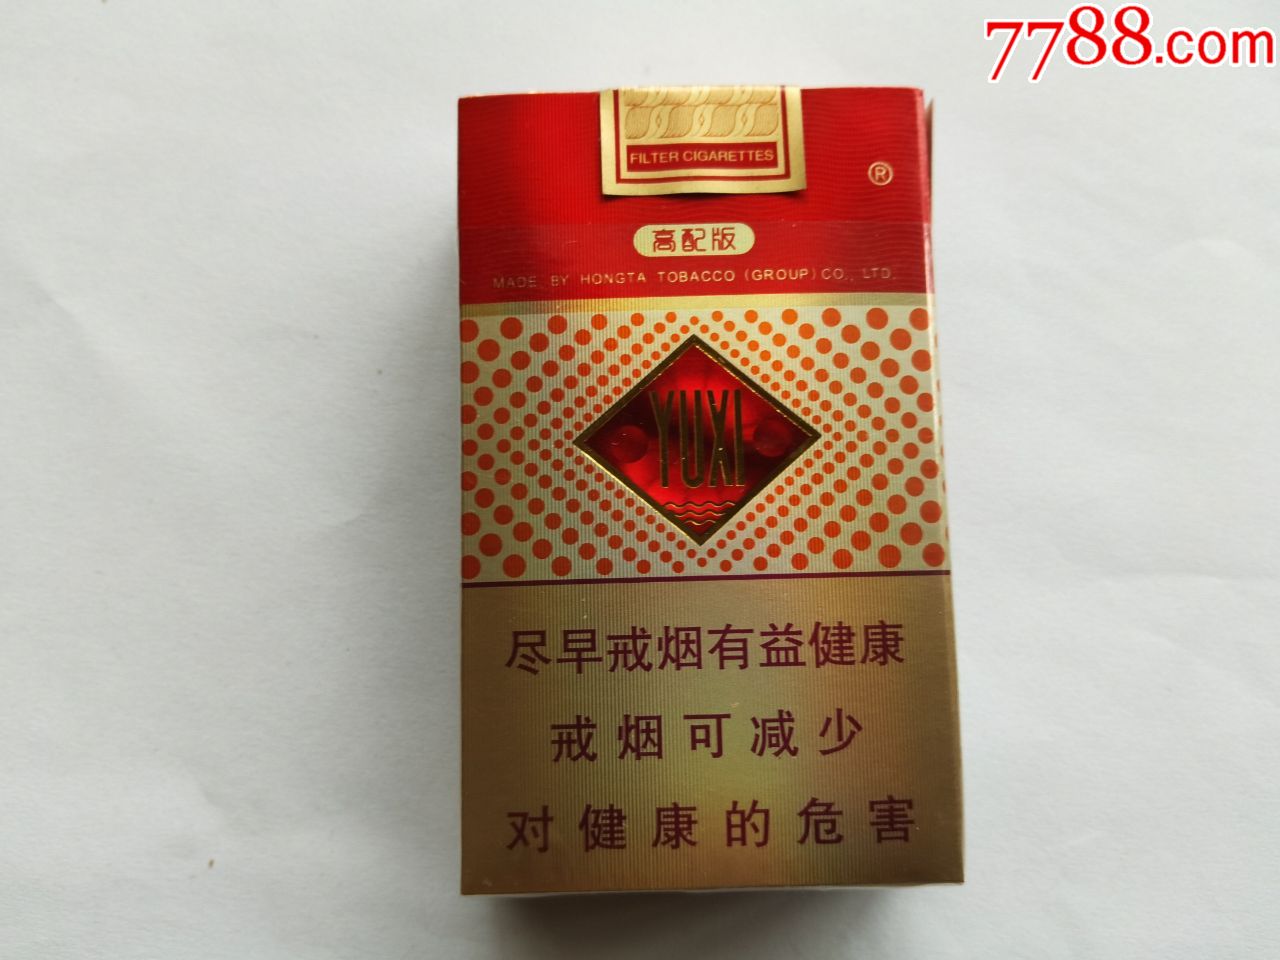 7788.com
FILTER CIGARETTES
®
高配版
MADE BY HONGTA TOBACCO (GROUP) CO., LTD.
YUXI
尽早戒烟有益健康
戒烟可减少
对健康的危害